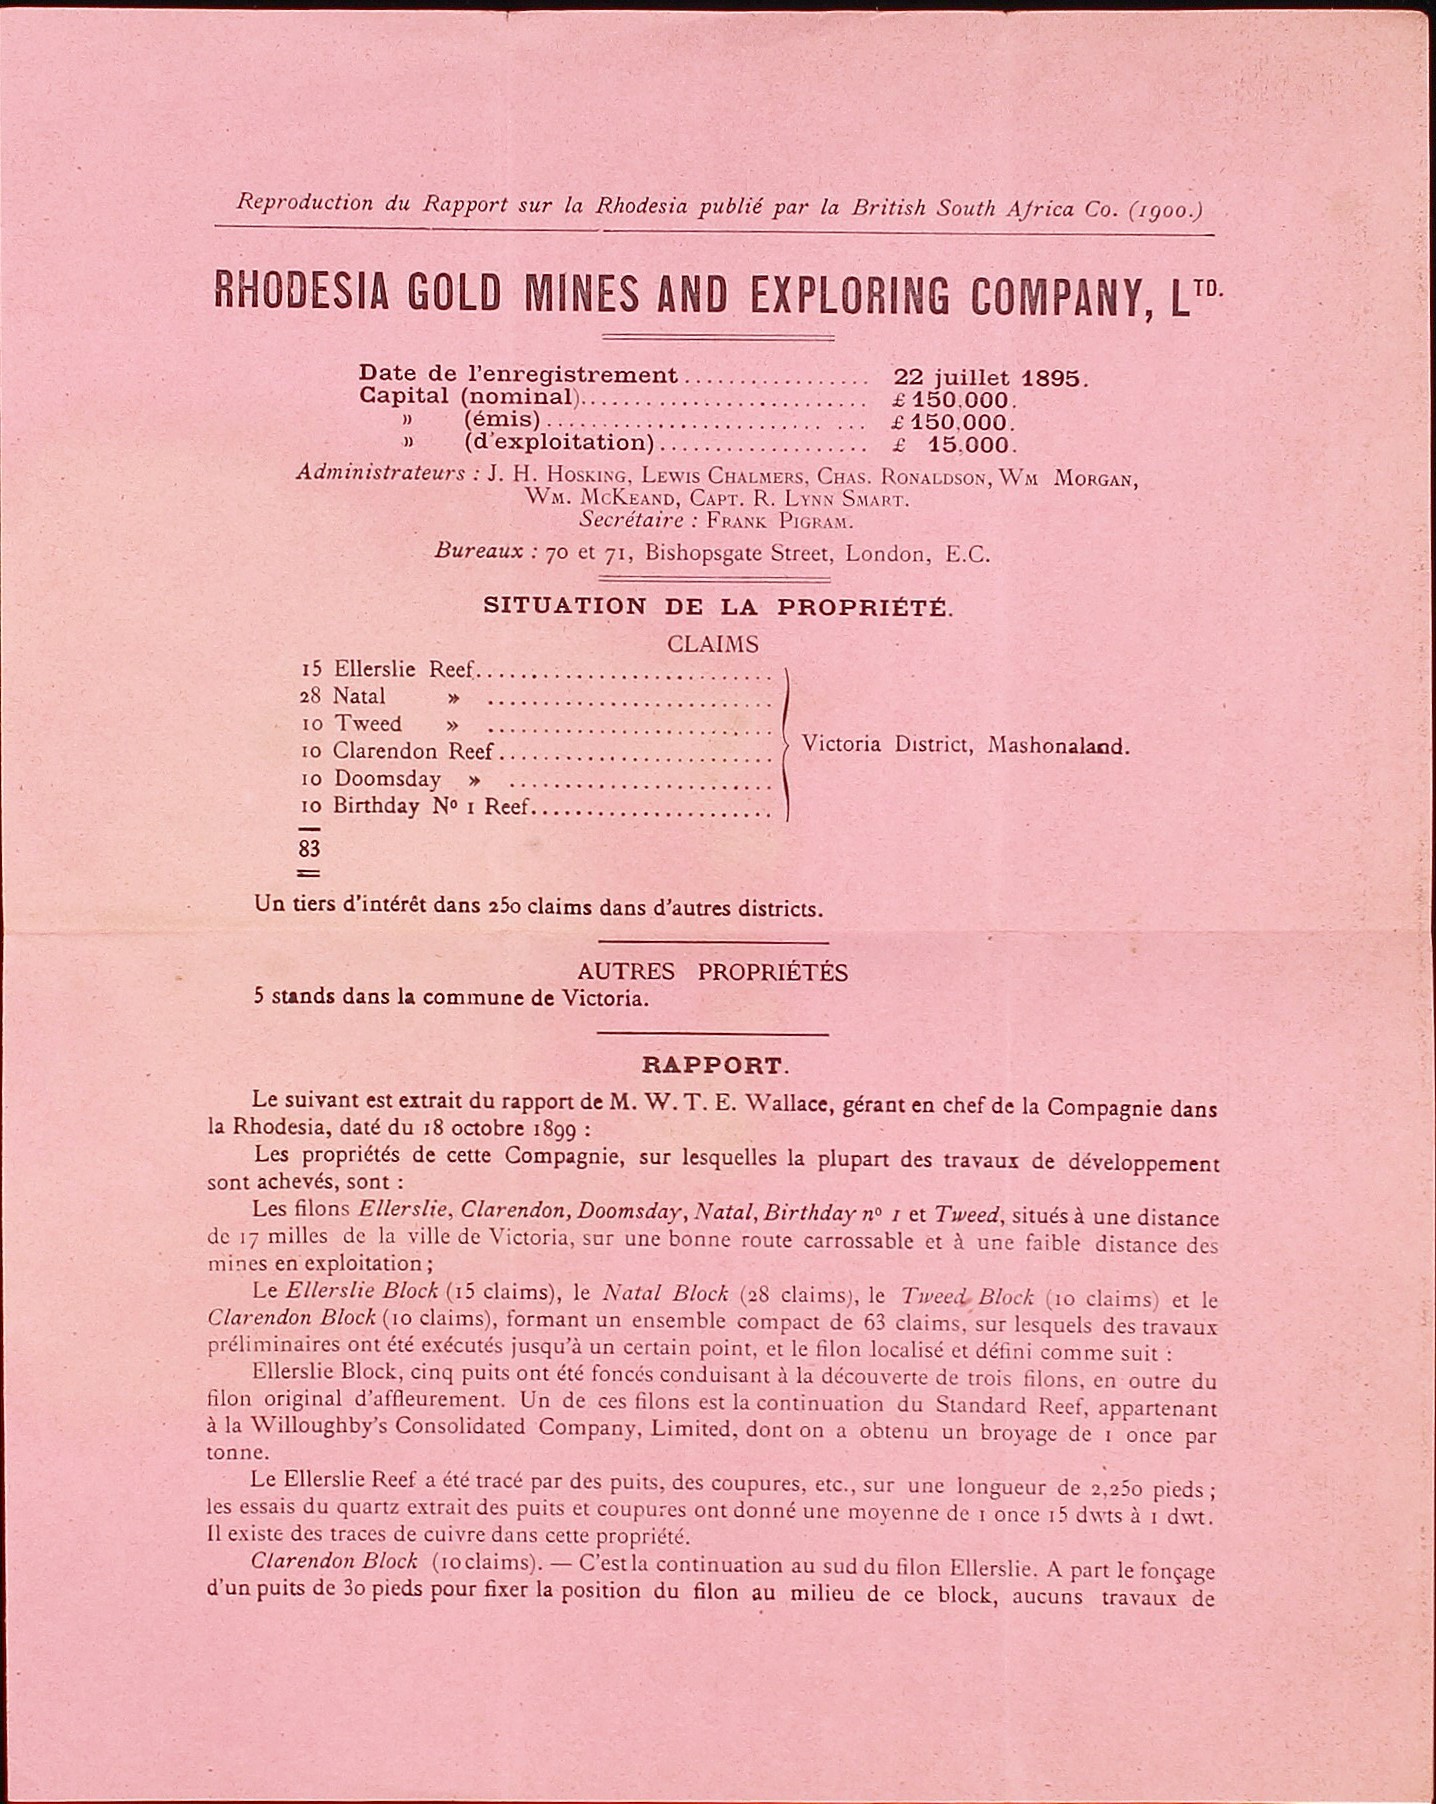 Reproduction du Rapport sur la Rhodesia publié par la British South Africa Co. (1900.)
RHODESIA GOLD MINES AND EXPLORING COMPANY, LTD.
Date de l'enregistrement................. 22 juillet 1895.
Capital (nominal).......................... £ 150,000.
» (émis)......................... ... £ 150,000.
» (d'exploitation)................... £ 15,000.
Administrateurs : J. H. HOSKING, LEWIS CHALMERS, CHAS. RONALDSON, WM MORGAN,
WM. MCKEAND, CAPT. R. LYNN SMART.
Secrétaire : FRANK PIGRAM.
Bureaux : 70 et 71, Bishopsgate Street, London, E.C.
SITUATION DE LA PROPRIÉTÉ.
CLAIMS
15 Ellerslie Reef...........................
28 Natal » ..........................
10 Tweed » ..........................
10 Clarendon Reef.........................
10 Doomsday » ........................
10 Birthday No 1 Reef......................
Victoria District, Mashonaland.
83
Un tiers d'intérêt dans 250 claims dans d'autres districts.
AUTRES PROPRIÉTÉS
5 stands dans la commune de Victoria.
RAPPORT.
Le suivant est extrait du rapport de M. W. T. E. Wallace, gérant en chef de la Compagnie dans
la Rhodesia, daté du 18 octobre 1899 :
Les propriétés de cette Compagnie, sur lesquelles la plupart des travaux de développement
sont achevés, sont :
Les filons Ellerslie, Clarendon, Doomsday, Natal, Birthday no 1 et Tweed, situés à une distance
de 17 milles de la ville de Victoria, sur une bonne route carrossable et à une faible distance des
mines en exploitation ;
Le Ellerslie Block (15 claims), le Natal Block (28 claims), le Tweed Block (10 claims) et le
Clarendon Block (10 claims), formant un ensemble compact de 63 claims, sur lesquels des travaux
préliminaires ont été exécutés jusqu'à un certain point, et le filon localisé et défini comme suit :
Ellerslie Block, cinq puits ont été foncés conduisant à la découverte de trois filons, en outre du
filon original d'affleurement. Un de ces filons est la continuation du Standard Reef, appartenant
à la Willoughby's Consolidated Company, Limited, dont on a obtenu un broyage de 1 once par
tonne.
Le Ellerslie Reef a été tracé par des puits, des coupures, etc., sur une longueur de 2,250 pieds ;
les essais du quartz extrait des puits et coupures ont donné une moyenne de 1 once 15 dwts à 1 dwt.
Il existe des traces de cuivre dans cette propriété.
Clarendon Block (10 claims). — C'est la continuation au sud du filon Ellerslie. A part le fonçage
d'un puits de 30 pieds pour fixer la position du filon au milieu de ce block, aucuns travaux de